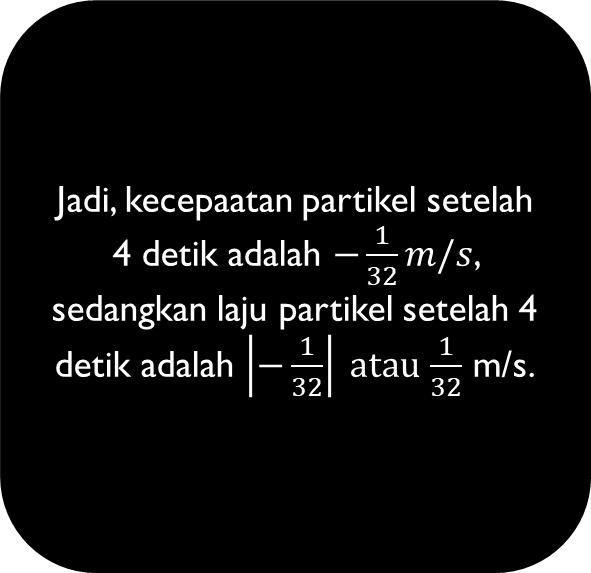 Jadi, kecepaatan partikel setelah
4 detik adalah −1/32 m/s,
sedangkan laju partikel setelah 4
detik adalah |−1/32| atau 1/32 m/s.